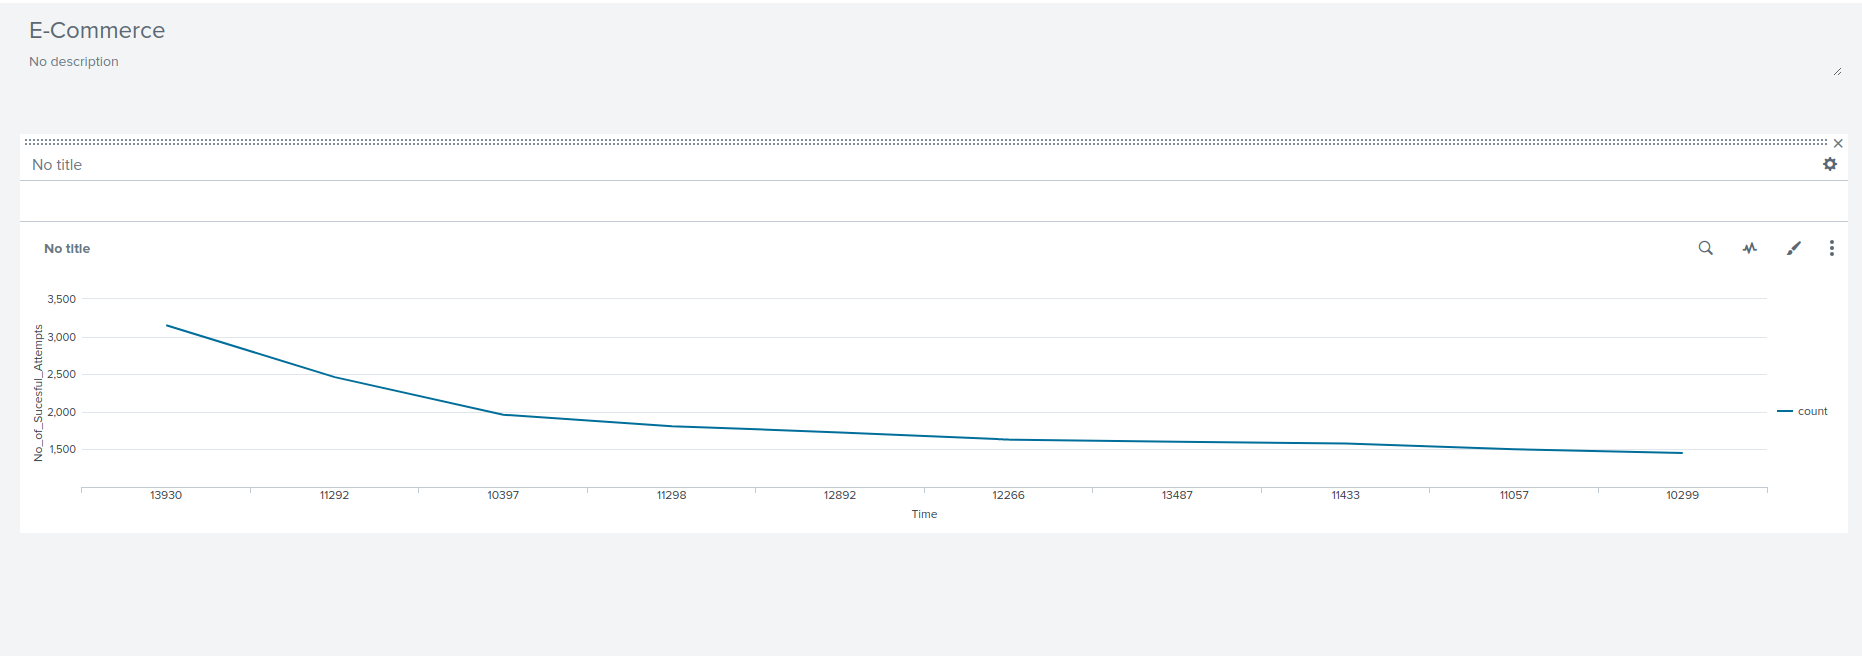 E-Commerce
No description
No title
No title
3,500
3,000
2,500
2,000
1,500
No_of_Sucesful_Attempts
count
13930 11292 10397 11298 12892 12266 13487 11433 11057 10299
Time